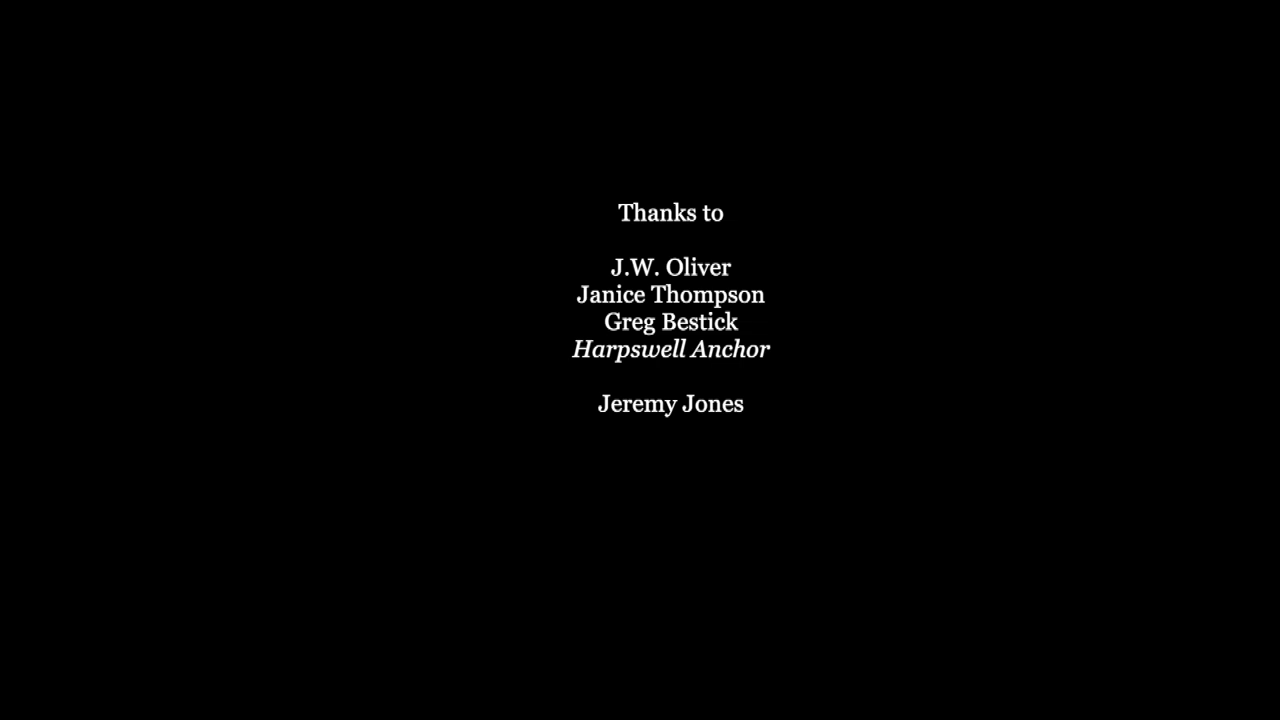 Thanks to
J.W. Oliver
Janice Thompson
Greg Bestick
Harpswell Anchor
Jeremy Jones